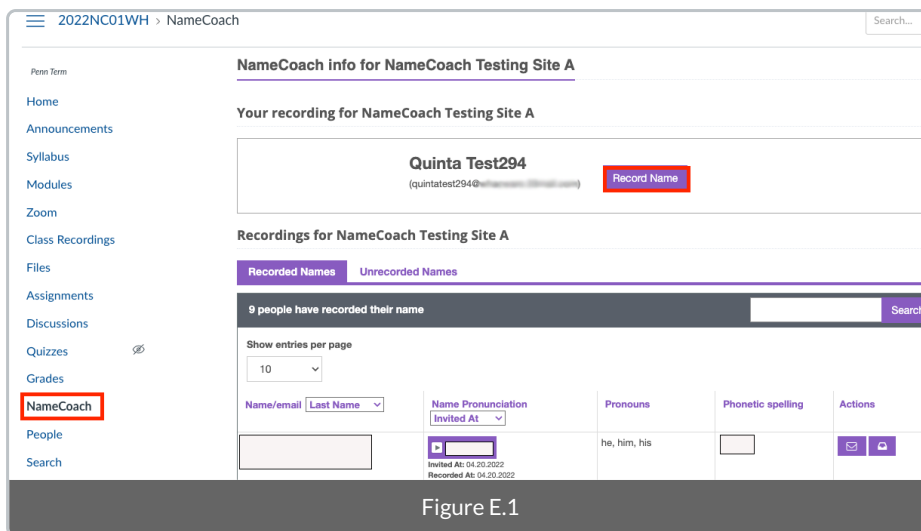 2022NC01WH > NameCoach
Search...
Penn Term
Home
Announcements
Syllabus
Modules
Zoom
Class Recordings
Files
Assignments
Discussions
Quizzes
Grades
NameCoach
People
Search
NameCoach info for NameCoach Testing Site A
Your recording for NameCoach Testing Site A
Quinta Test294
(quintatest294@
Record Name
Recordings for NameCoach Testing Site A
Recorded Names Unrecorded Names
9 people have recorded their name
Search
Show entries per page
10
Name/email Last Name Name Pronunciation Pronouns Phonetic spelling Actions
Invited At
he, him, his
Invited At: 04.20.2022
Recorded At: 04.20.2022
Figure E.1